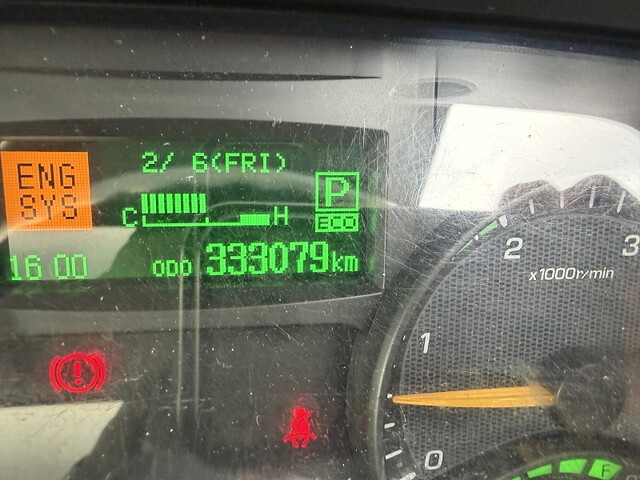 ENG
SYS
2/ 6(FRI)
P
ECO
C H
16:00
ODO 333079km
2
3
x1000r/min
1
0
F